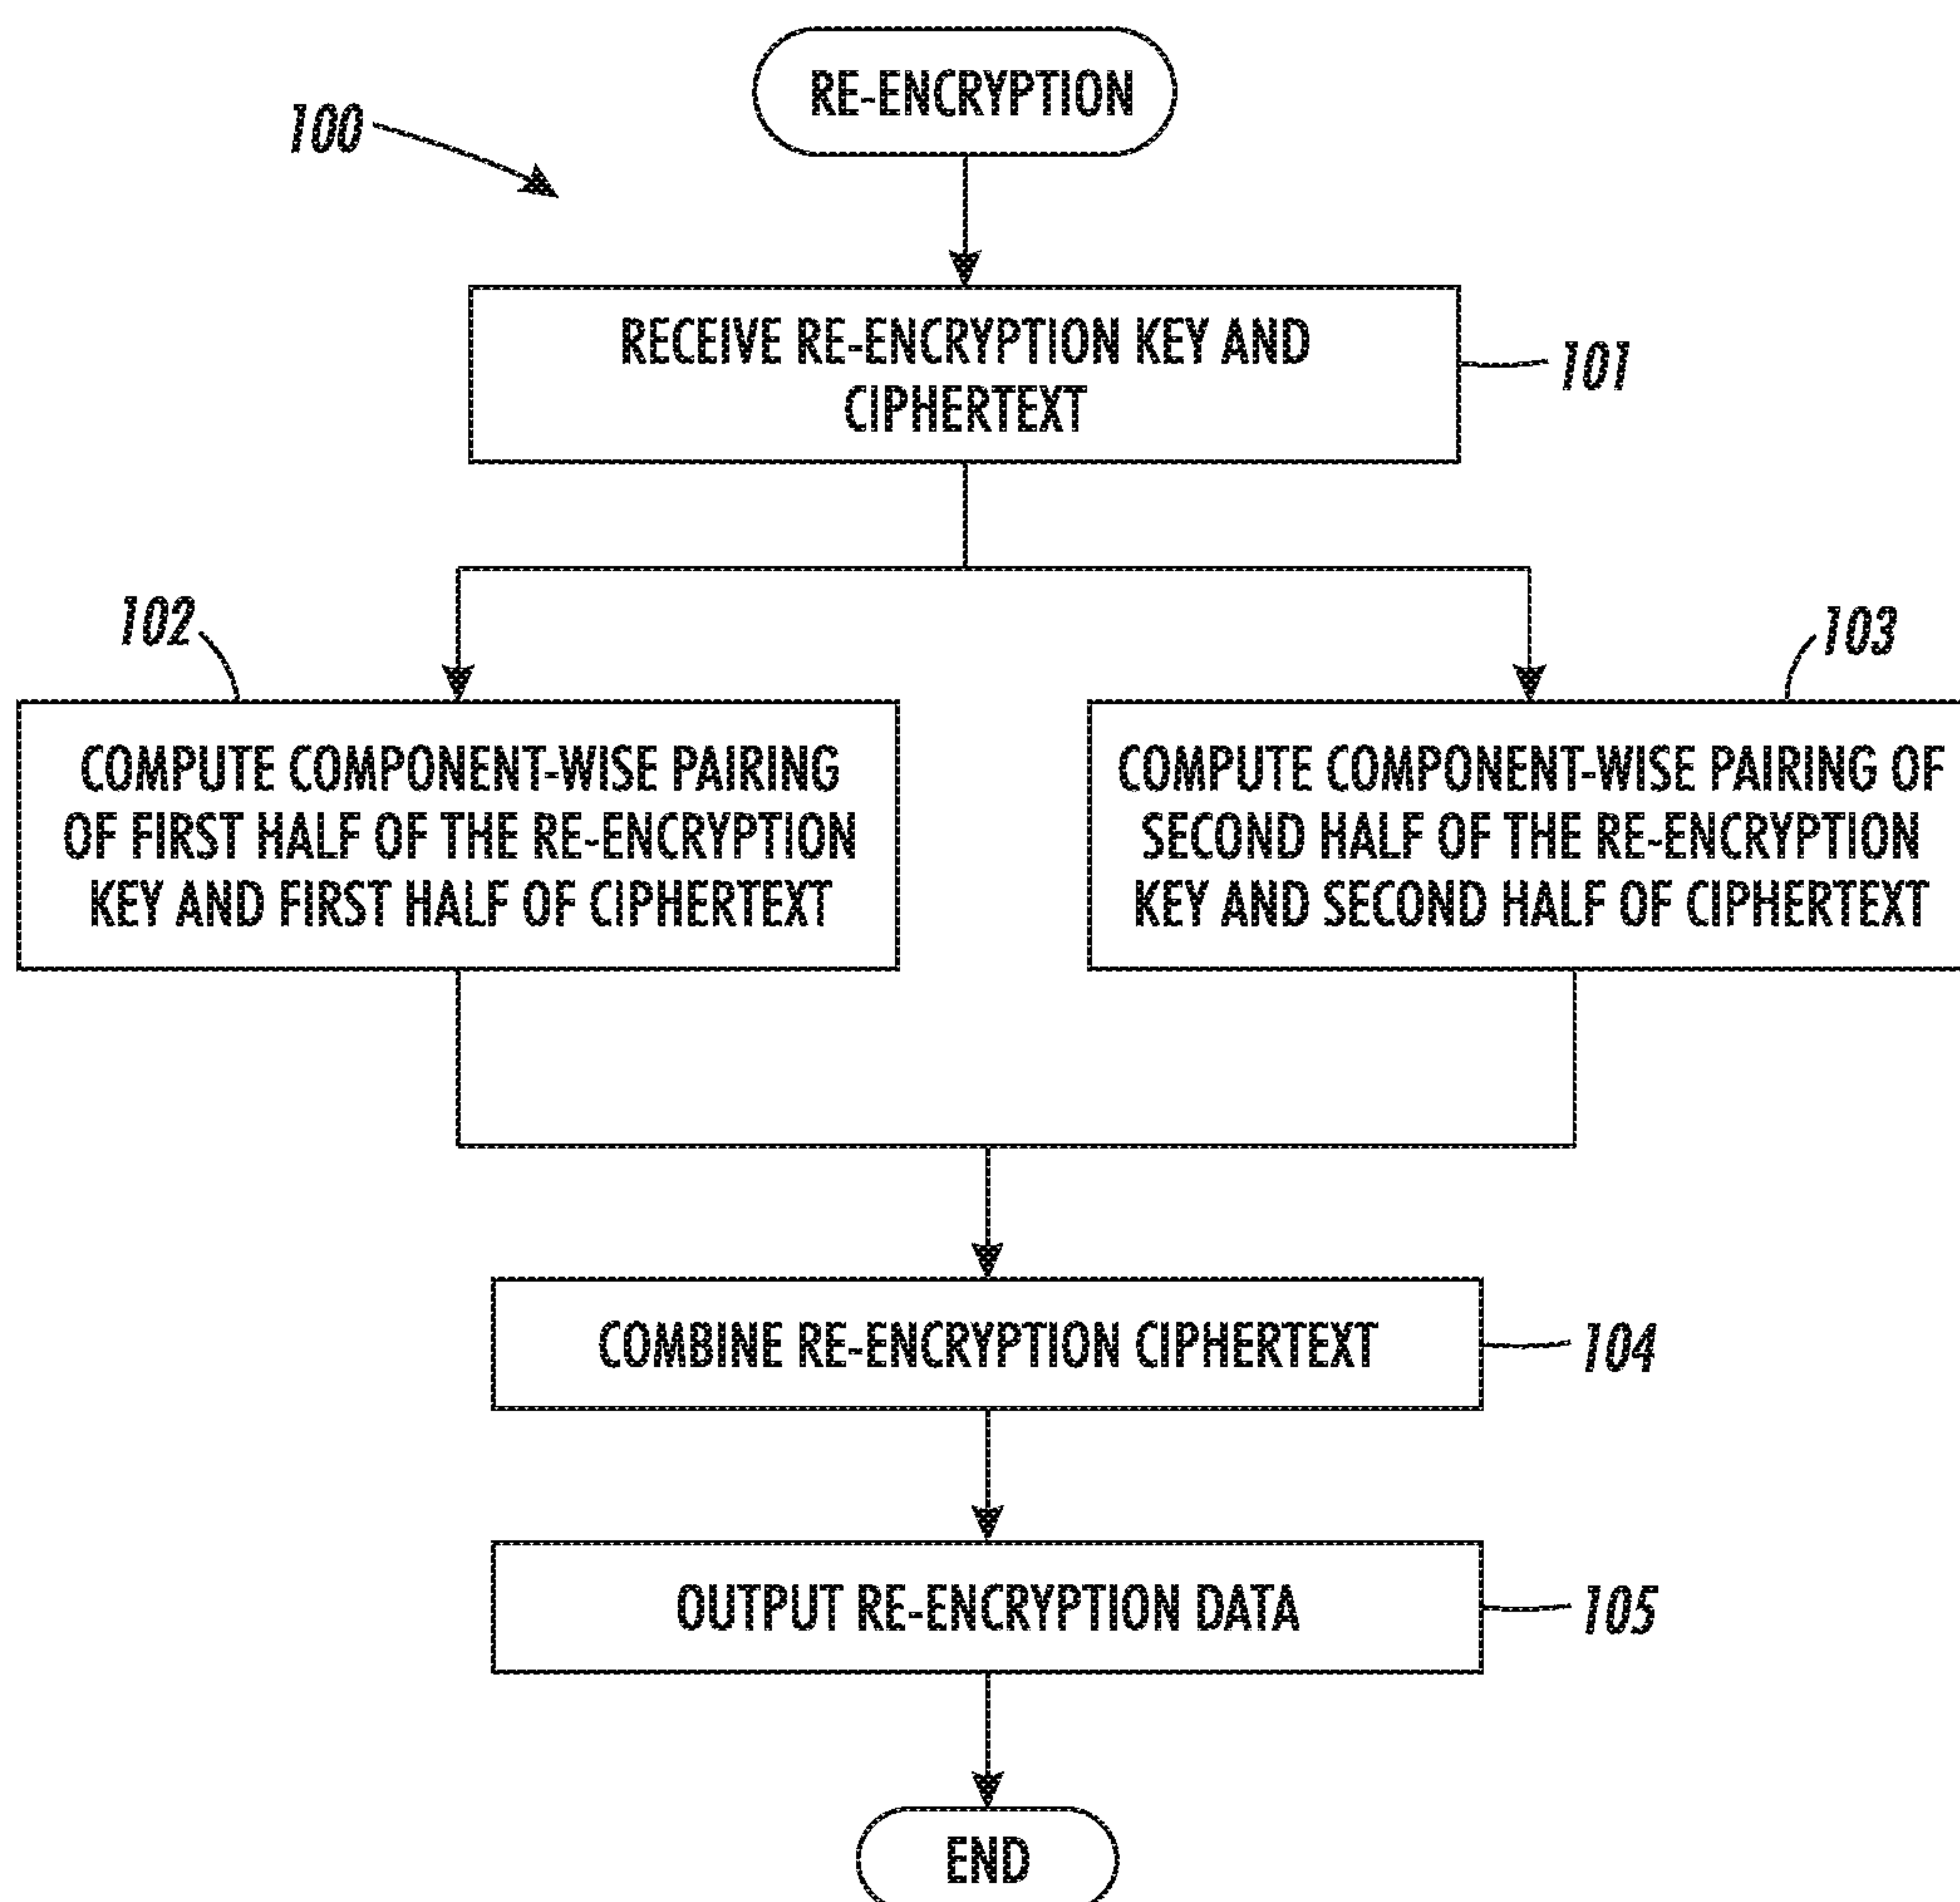 RE-ENCRYPTION
100
RECEIVE RE-ENCRYPTION KEY AND
CIPHERTEXT
101
102
COMPUTE COMPONENT-WISE PAIRING
OF FIRST HALF OF THE RE-ENCRYPTION
KEY AND FIRST HALF OF CIPHERTEXT
103
COMPUTE COMPONENT-WISE PAIRING OF
SECOND HALF OF THE RE-ENCRYPTION
KEY AND SECOND HALF OF CIPHERTEXT
COMBINE RE-ENCRYPTION CIPHERTEXT
104
OUTPUT RE-ENCRYPTION DATA
105
END